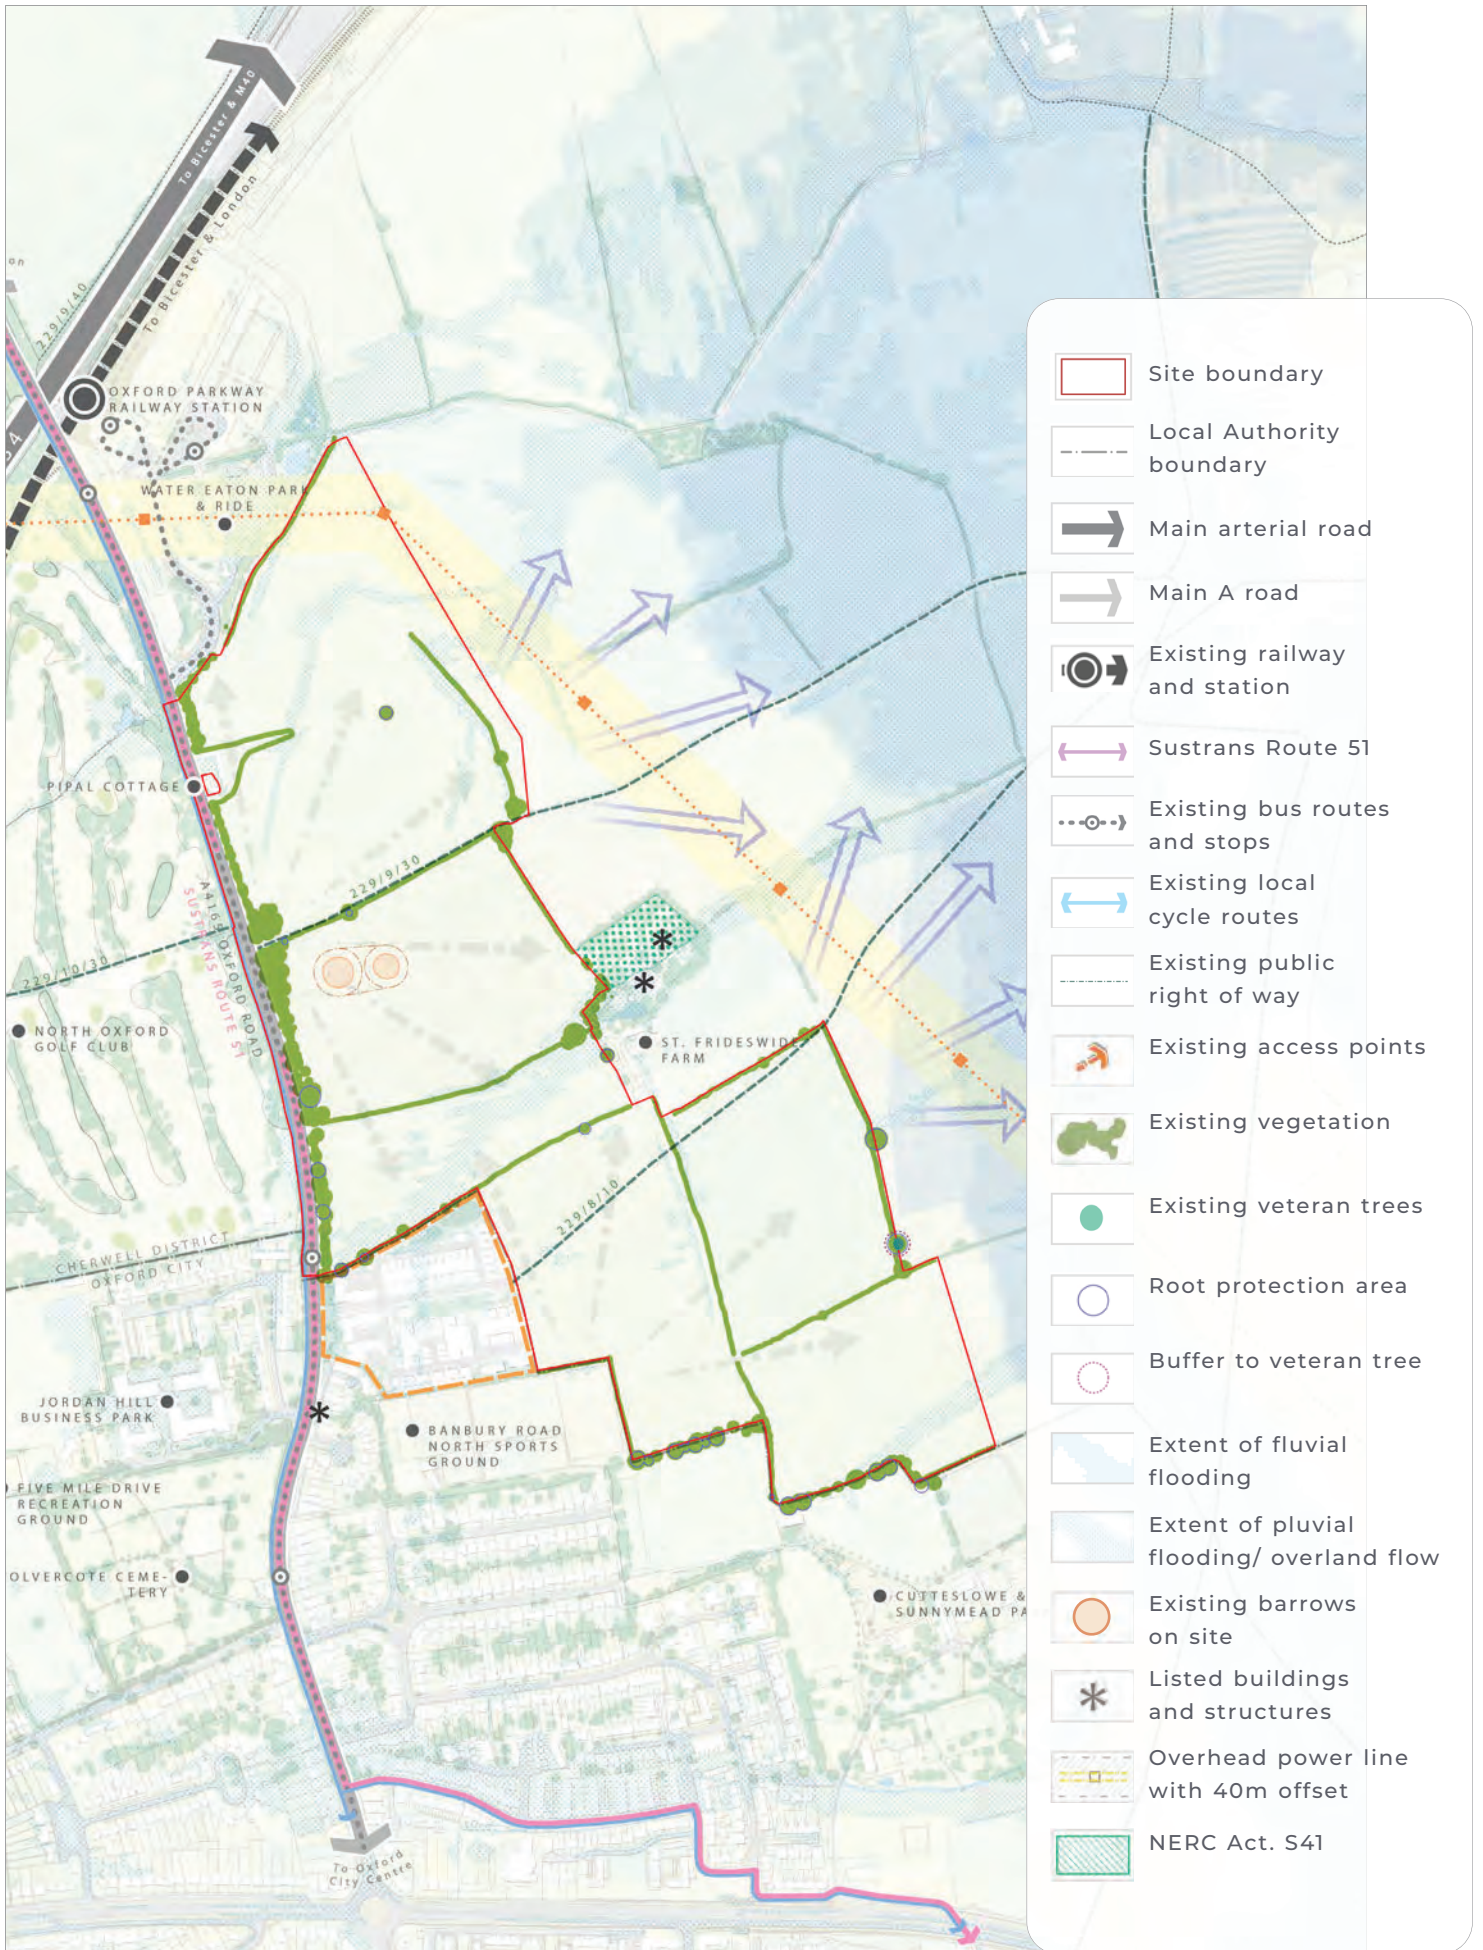 To Bicester & M40
To Bicester & London
on
229/9/40
OXFORD PARKWAY
RAILWAY STATION
WATER EATON PARK
& RIDE
PIPAL COTTAGE
229/9/30
A4165 OXFORD ROAD
SUSTRANS ROUTE 51
229/10/30
NORTH OXFORD
GOLF CLUB
ST. FRIDESWIDE
FARM
229/8/10
CHERWELL DISTRICT
OXFORD CITY
JORDAN HILL
BUSINESS PARK
BANBURY ROAD
NORTH SPORTS
GROUND
FIVE MILE DRIVE
RECREATION
GROUND
OLVERCOTE CEME-
TERY
CUTTESLOWE &
SUNNYMEAD PA
To Oxford
City Centre
Site boundary
Local Authority
boundary
Main arterial road
Main A road
Existing railway
and station
Sustrans Route 51
Existing bus routes
and stops
Existing local
cycle routes
Existing public
right of way
Existing access points
Existing vegetation
Existing veteran trees
Root protection area
Buffer to veteran tree
Extent of fluvial
flooding
Extent of pluvial
flooding/ overland flow
Existing barrows
on site
Listed buildings
and structures
Overhead power line
with 40m offset
NERC Act. S41